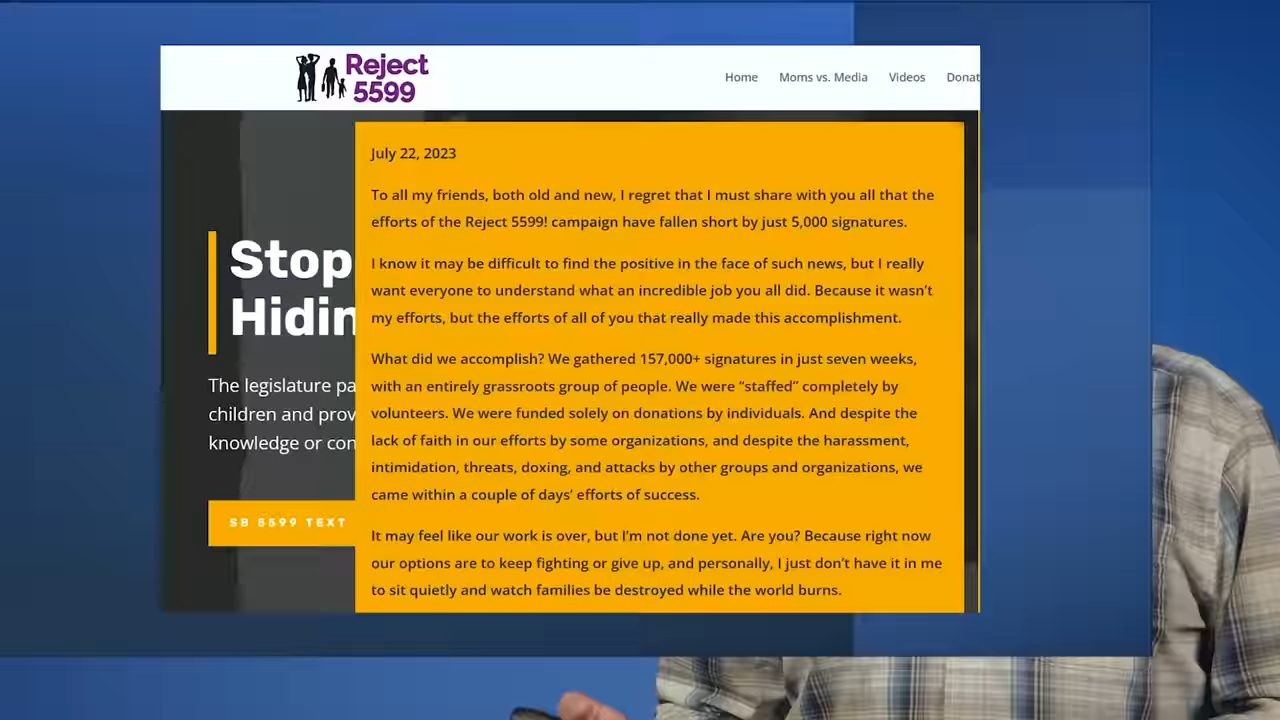 Reject
5599
Home Moms vs. Media Videos Donat
July 22, 2023
To all my friends, both old and new, I regret that I must share with you all that the
efforts of the Reject 5599! campaign have fallen short by just 5,000 signatures.
I know it may be difficult to find the positive in the face of such news, but I really
want everyone to understand what an incredible job you all did. Because it wasn’t
my efforts, but the efforts of all of you that really made this accomplishment.
What did we accomplish? We gathered 157,000+ signatures in just seven weeks,
with an entirely grassroots group of people. We were “staffed” completely by
volunteers. We were funded solely on donations by individuals. And despite the
lack of faith in our efforts by some organizations, and despite the harassment,
intimidation, threats, doxing, and attacks by other groups and organizations, we
came within a couple of days’ efforts of success.
It may feel like our work is over, but I’m not done yet. Are you? Because right now
our options are to keep fighting or give up, and personally, I just don’t have it in me
to sit quietly and watch families be destroyed while the world burns.
Stop
Hidin
The legislature pa
children and prov
knowledge or con
SB 5599 TEXT